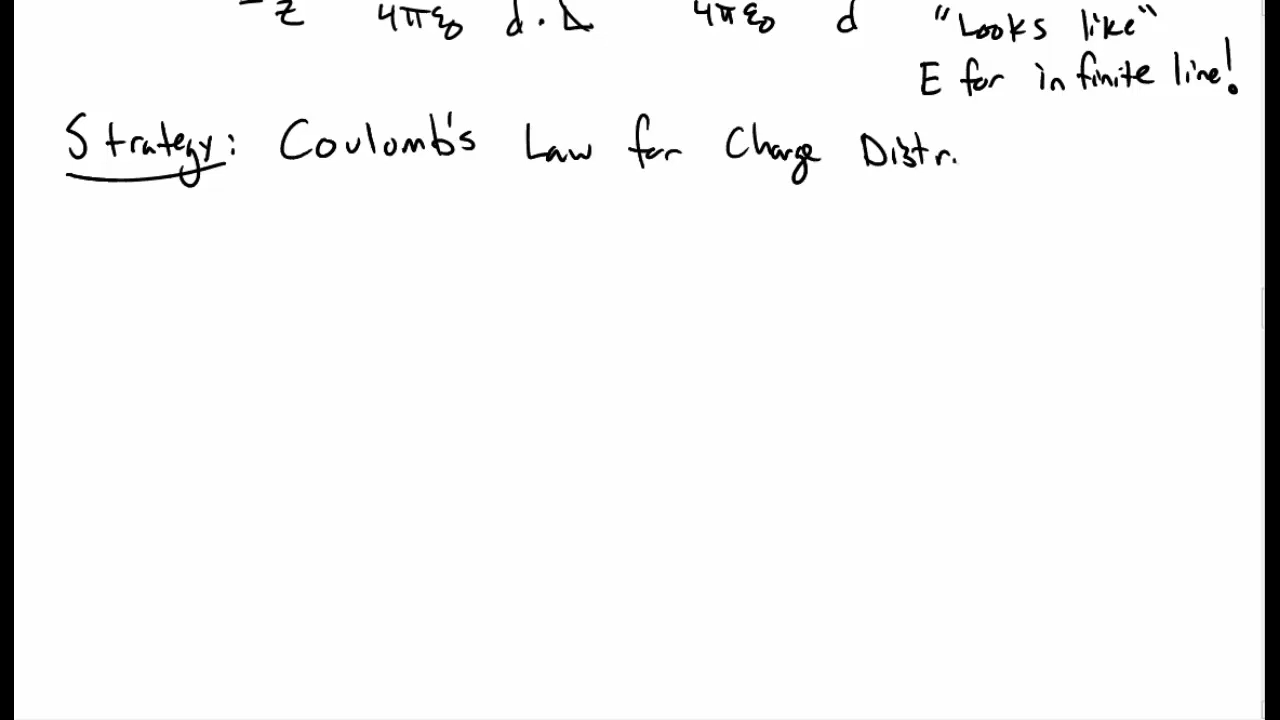 z 4πε₀ d · L 4πε₀ d "Looks like"
E for infinite line!
Strategy: Coulomb's Law for Charge Distr.